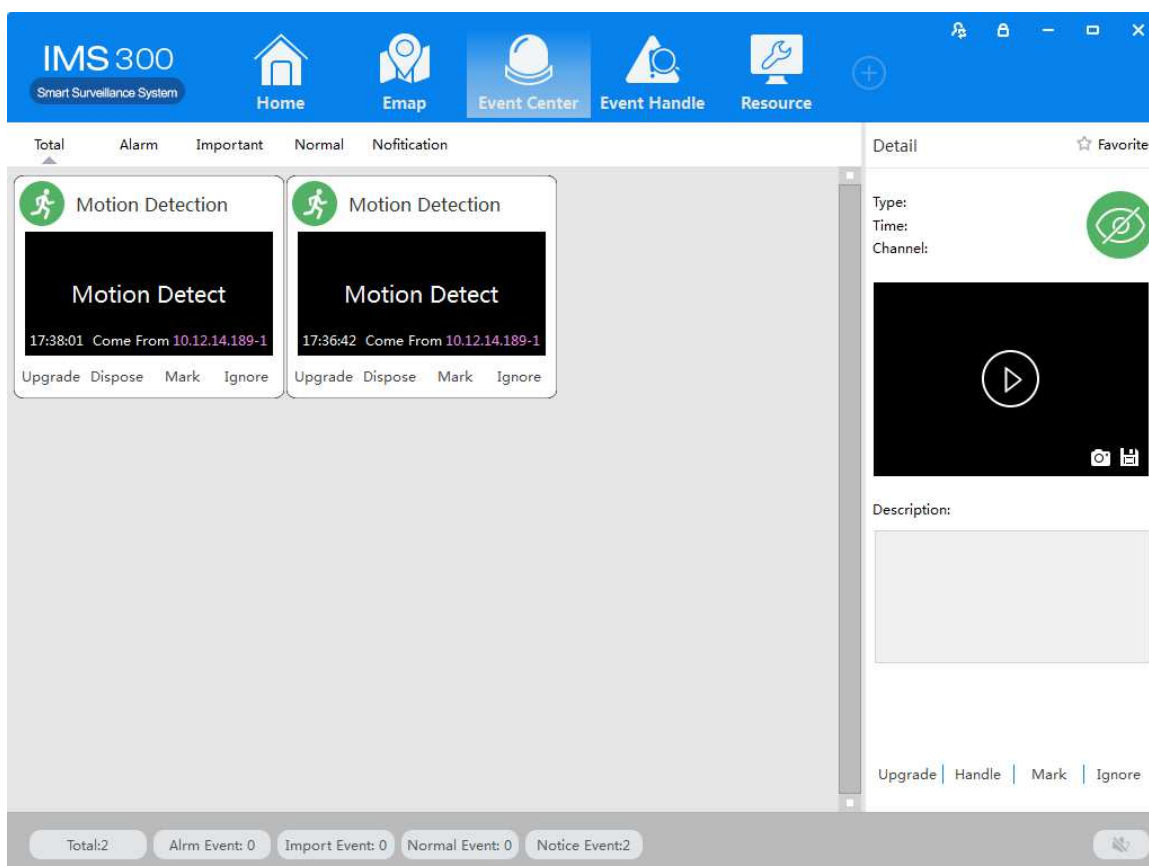 IMS 300
Smart Surveillance System
Home
Emap
Event Center
Event Handle
Resource
Total Alarm Important Normal Nofitication
Detail
Favorite
Motion Detection
Motion Detect
17:38:01 Come From 10.12.14.189-1
Upgrade Dispose Mark Ignore
Motion Detection
Motion Detect
17:36:42 Come From 10.12.14.189-1
Upgrade Dispose Mark Ignore
Type:
Time:
Channel:
Description:
Upgrade Handle Mark Ignore
Total:2 Alrm Event: 0 Import Event: 0 Normal Event: 0 Notice Event:2